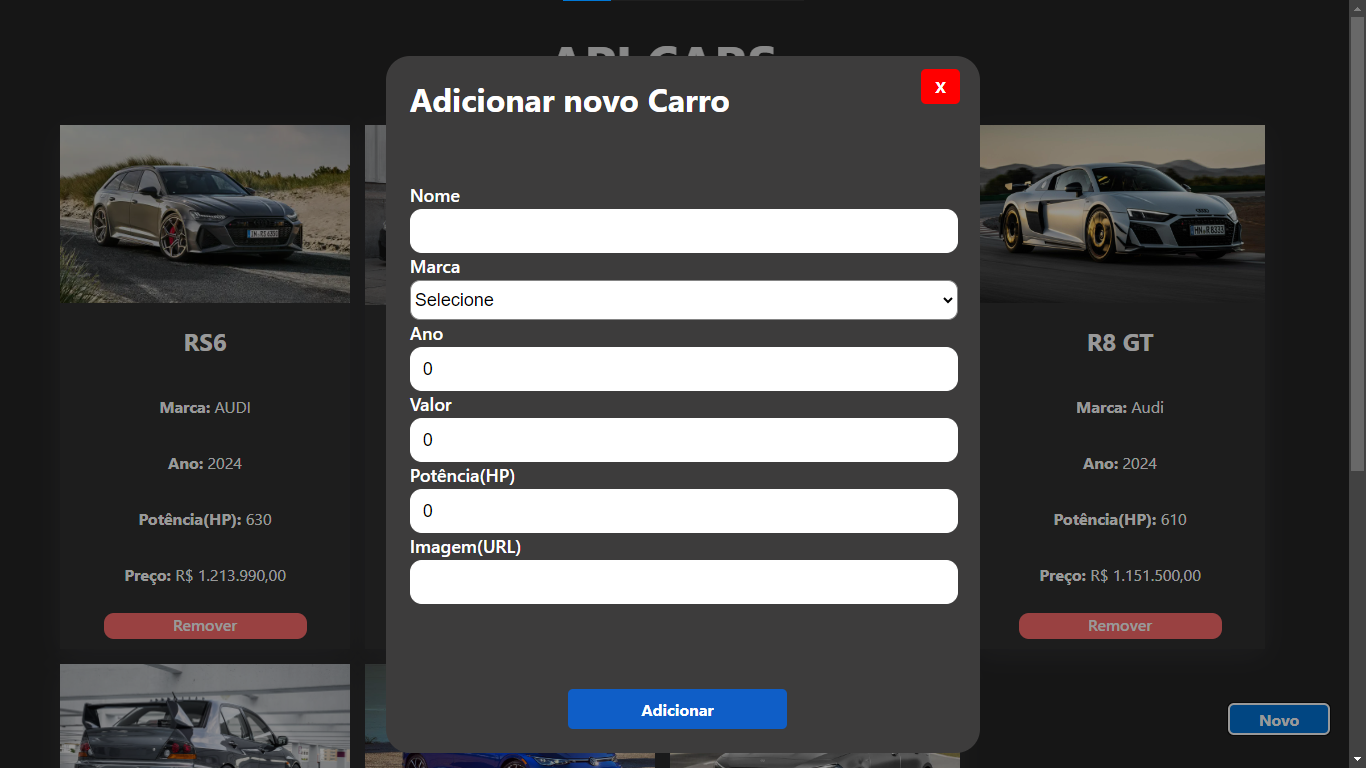 API CARS
Adicionar novo Carro
X
Nome
Marca
Selecione
Ano
0
Valor
0
Potência(HP)
0
Imagem(URL)
Adicionar
RS6
Marca: AUDI
Ano: 2024
Potência(HP): 630
Preço: R$ 1.213.990,00
Remover
R8 GT
Marca: Audi
Ano: 2024
Potência(HP): 610
Preço: R$ 1.151.500,00
Remover
Novo